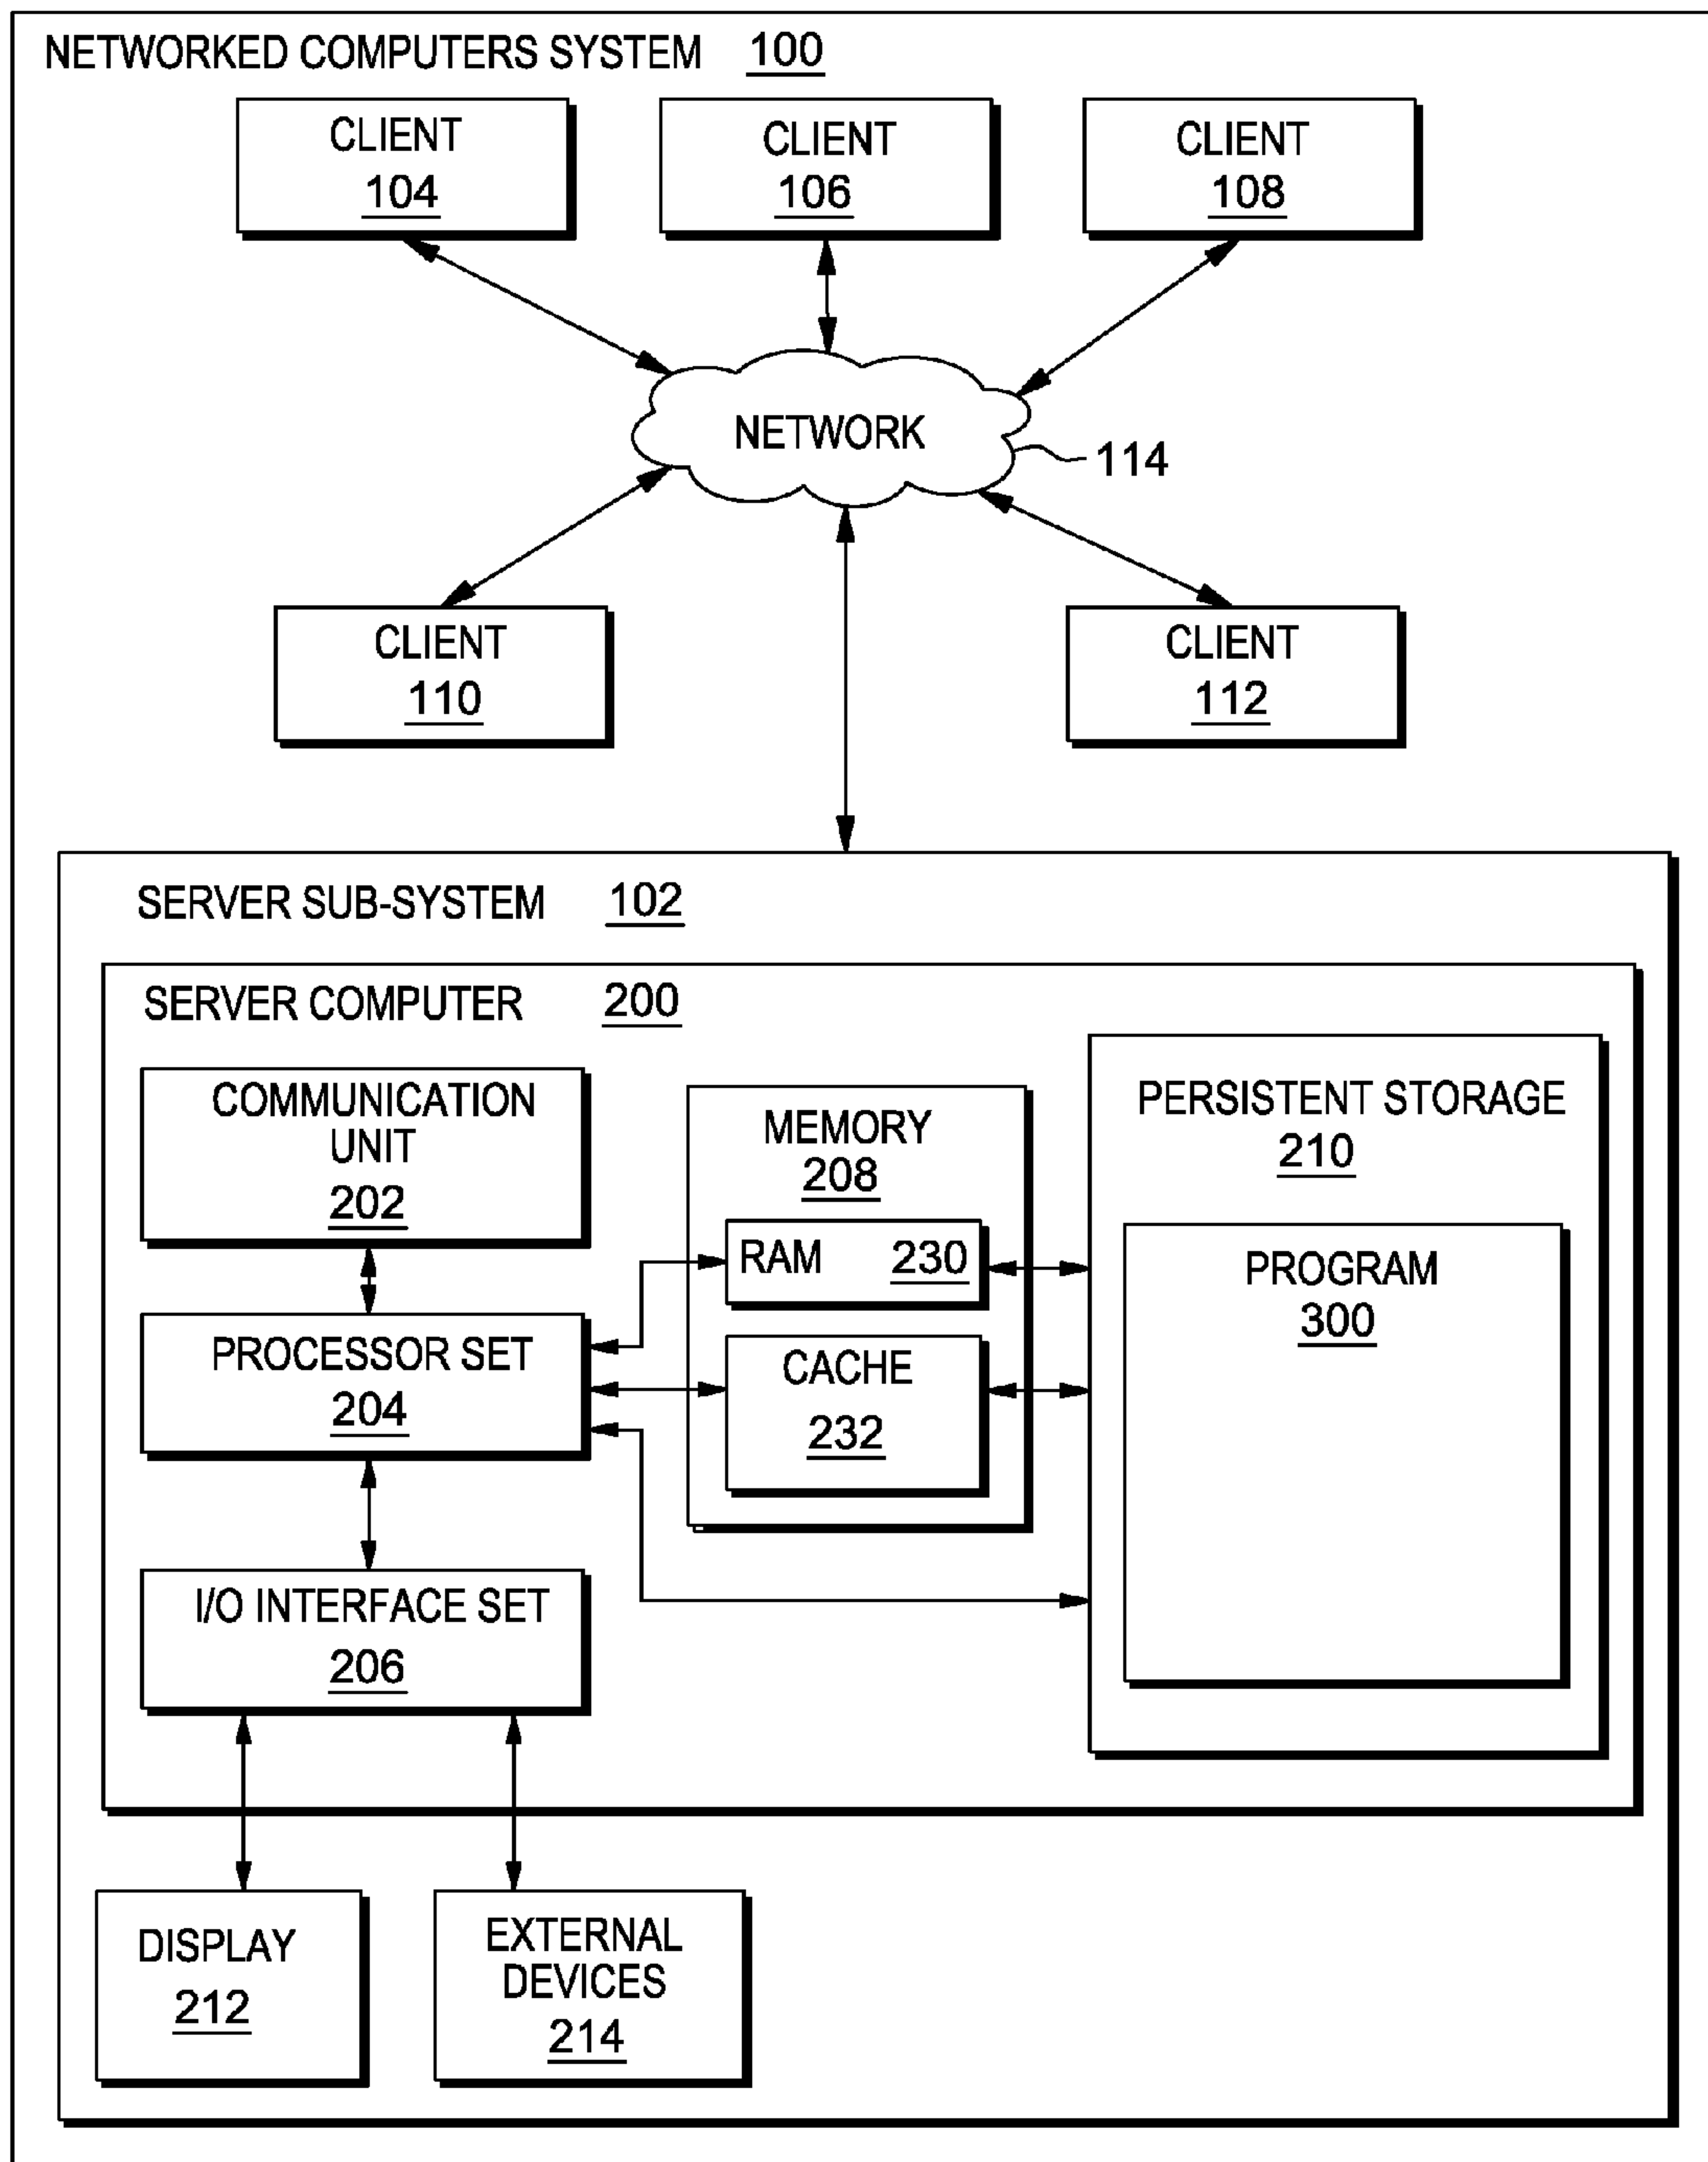 NETWORKED COMPUTERS SYSTEM 100
CLIENT
104
CLIENT
106
CLIENT
108
NETWORK
114
CLIENT
110
CLIENT
112
SERVER SUB-SYSTEM 102
SERVER COMPUTER 200
COMMUNICATION
UNIT
202
PROCESSOR SET
204
I/O INTERFACE SET
206
MEMORY
208
RAM 230
CACHE
232
PERSISTENT STORAGE
210
PROGRAM
300
DISPLAY
212
EXTERNAL
DEVICES
214